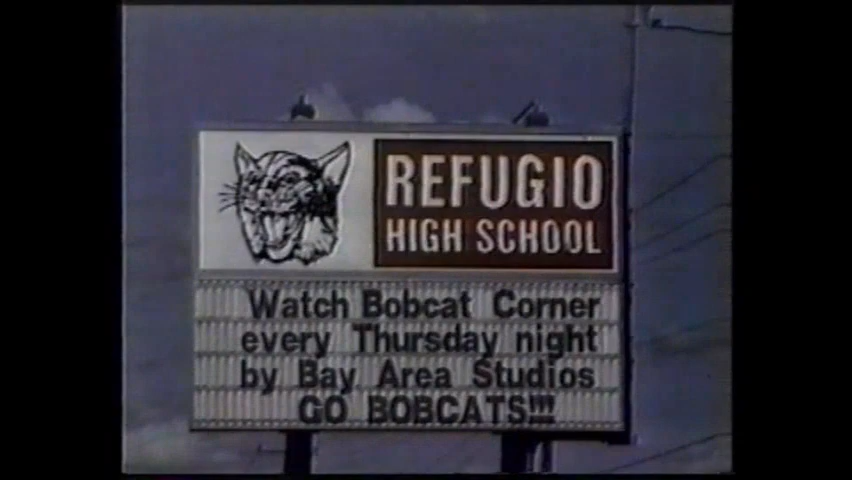 REFUGIO
HIGH SCHOOL
Watch Bobcat Corner
every Thursday night
by Bay Area Studios
GO BOBCATS!!!